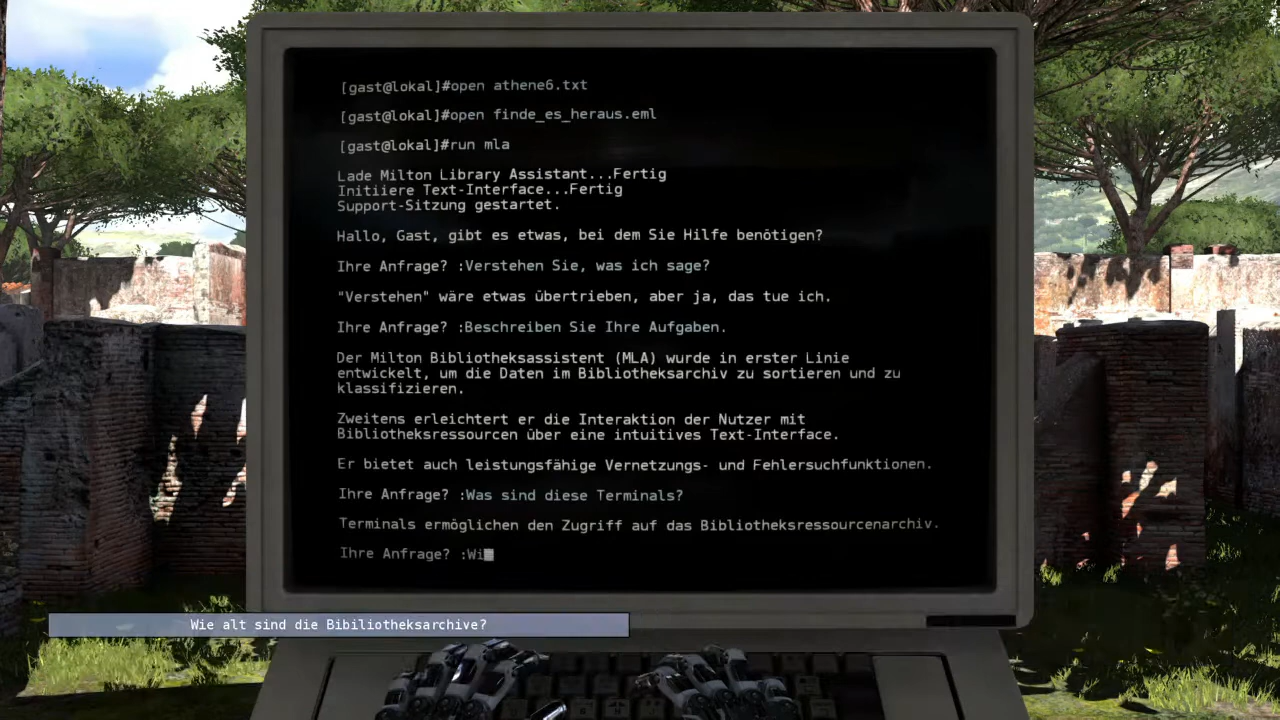 [gast@lokal]#open athene6.txt
[gast@lokal]#open finde_es_heraus.eml
[gast@lokal]#run mla
Lade Milton Library Assistant...Fertig
Initiiere Text-Interface...Fertig
Support-Sitzung gestartet.
Hallo, Gast, gibt es etwas, bei dem Sie Hilfe benötigen?
Ihre Anfrage? :Verstehen Sie, was ich sage?
"Verstehen" wäre etwas übertrieben, aber ja, das tue ich.
Ihre Anfrage? :Beschreiben Sie Ihre Aufgaben.
Der Milton Bibliotheksassistent (MLA) wurde in erster Linie
entwickelt, um die Daten im Bibliotheksarchiv zu sortieren und zu
klassifizieren.
Zweitens erleichtert er die Interaktion der Nutzer mit
Bibliotheksressourcen über eine intuitives Text-Interface.
Er bietet auch leistungsfähige Vernetzungs- und Fehlersuchfunktionen.
Ihre Anfrage? :Was sind diese Terminals?
Terminals ermöglichen den Zugriff auf das Bibliotheksressourcenarchiv.
Ihre Anfrage? :Wi
Wie alt sind die Bibiliotheksarchive?